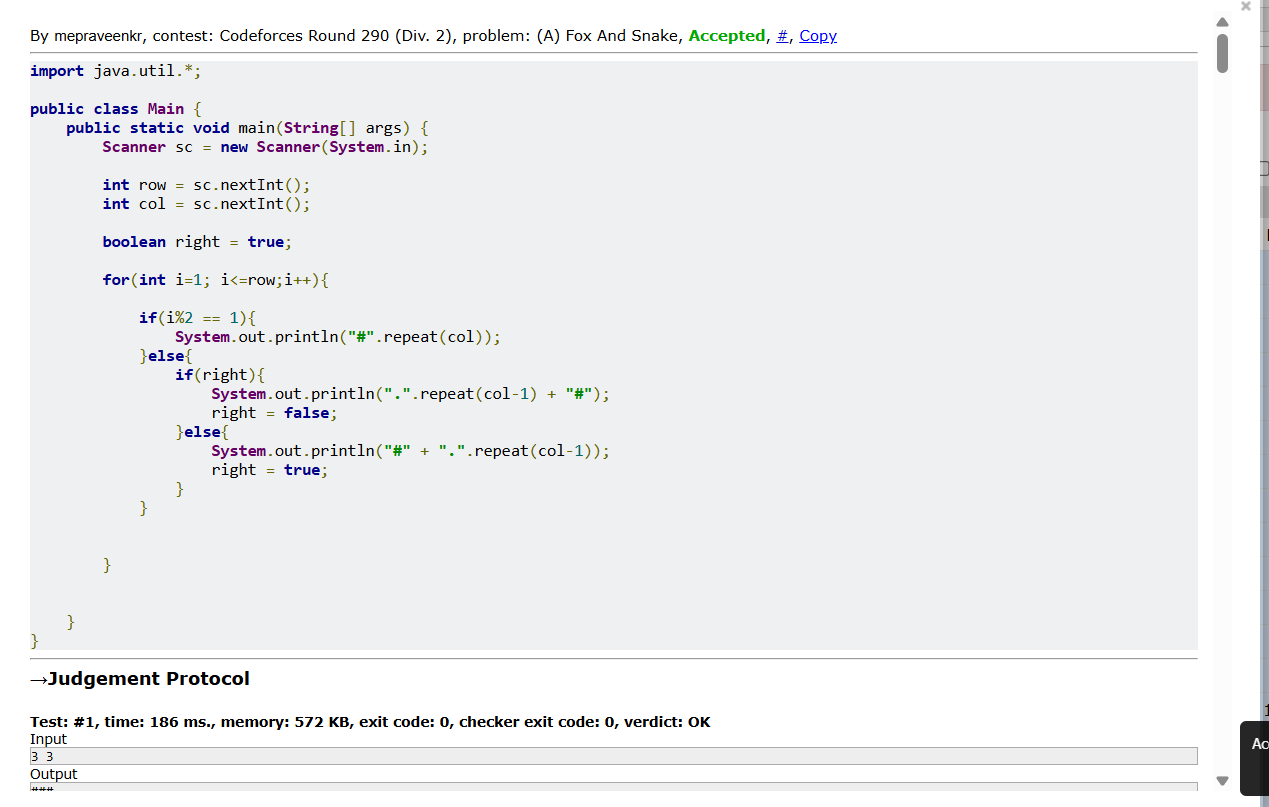 By mepraveenkr, contest: Codeforces Round 290 (Div. 2), problem: (A) Fox And Snake, Accepted, #, Copy
import java.util.*;
public class Main {
    public static void main(String[] args) {
        Scanner sc = new Scanner(System.in);
        int row = sc.nextInt();
        int col = sc.nextInt();
        boolean right = true;
        for(int i=1; i<=row;i++){
            if(i%2 == 1){
                System.out.println("#".repeat(col));
            }else{
                if(right){
                    System.out.println(".".repeat(col-1) + "#");
                    right = false;
                }else{
                    System.out.println("#" + ".".repeat(col-1));
                    right = true;
                }
            }
        }
    }
}
→Judgement Protocol
Test: #1, time: 186 ms., memory: 572 KB, exit code: 0, checker exit code: 0, verdict: OK
Input
3 3
Output
###
Ac